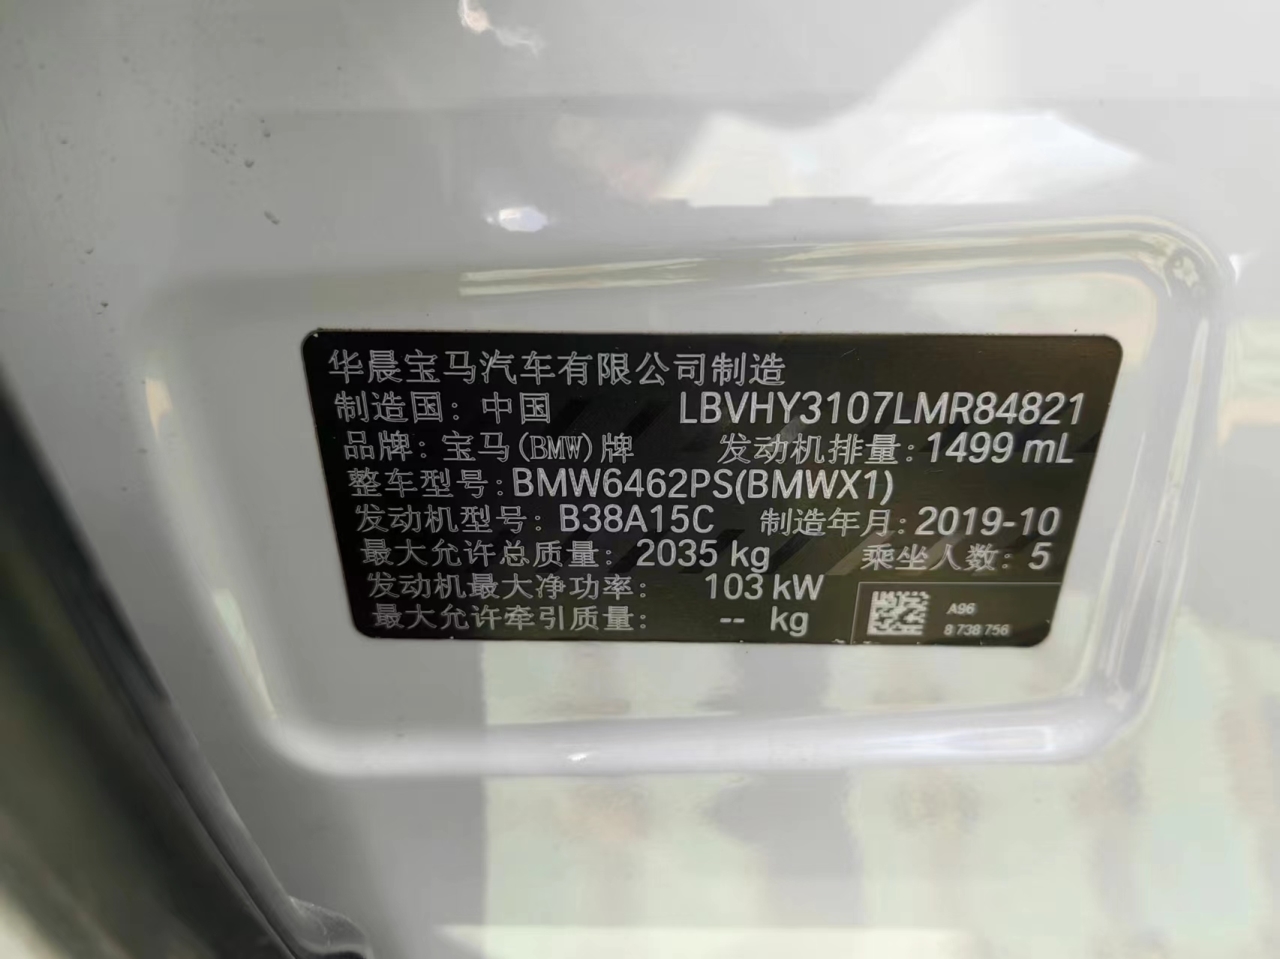 华晨宝马汽车有限公司制造
制造国：中国 LBVHY3107LMR84821
品牌：宝马(BMW)牌 发动机排量：1499 mL
整车型号：BMW6462PS(BMWX1)
发动机型号：B38A15C 制造年月：2019-10
最大允许总质量：2035 kg 乘坐人数：5
发动机最大净功率：103 kW
最大允许牵引质量：-- kg
A96
8 738 756